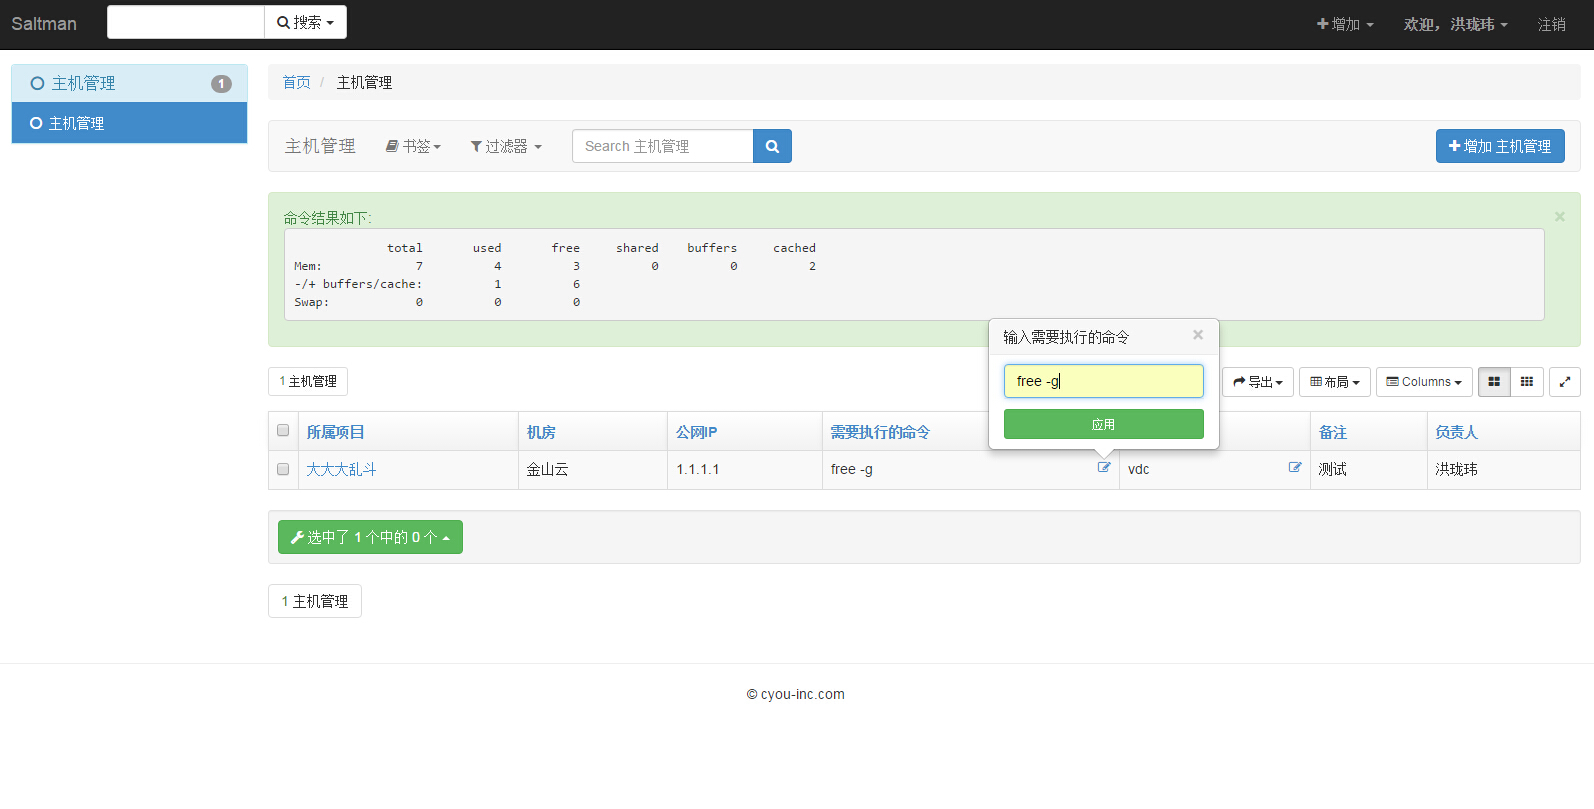 Saltman 搜索 增加 欢迎，洪珑玮 注销
主机管理 1
主机管理
首页 / 主机管理
主机管理 书签 过滤器 Search 主机管理 增加 主机管理
命令结果如下: ×
total used free shared buffers cached
Mem: 7 4 3 0 0 2
-/+ buffers/cache: 1 6
Swap: 0 0 0
输入需要执行的命令 ×
free -g
应用
1 主机管理 导出 布局 Columns
所属项目 机房 公网IP 需要执行的命令 备注 负责人
大大大乱斗 金山云 1.1.1.1 free -g vdc 测试 洪珑玮
选中了 1 个中的 0 个
1 主机管理
© cyou-inc.com